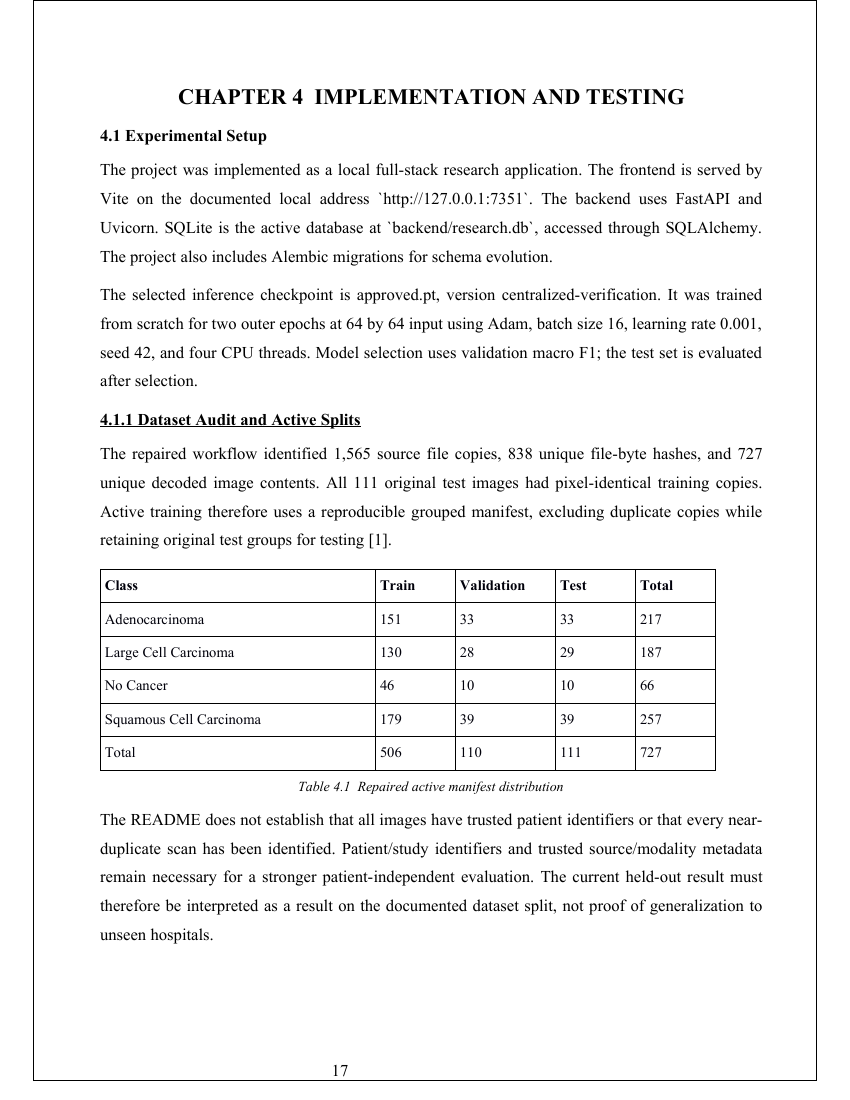 CHAPTER 4  IMPLEMENTATION AND TESTING
4.1 Experimental Setup
The project was implemented as a local full-stack research application. The frontend is served by
Vite on the documented local address `http://127.0.0.1:7351`. The backend uses FastAPI and
Uvicorn. SQLite is the active database at `backend/research.db`, accessed through SQLAlchemy.
The project also includes Alembic migrations for schema evolution.
The selected inference checkpoint is approved.pt, version centralized-verification. It was trained
from scratch for two outer epochs at 64 by 64 input using Adam, batch size 16, learning rate 0.001,
seed 42, and four CPU threads. Model selection uses validation macro F1; the test set is evaluated
after selection.
4.1.1 Dataset Audit and Active Splits
The repaired workflow identified 1,565 source file copies, 838 unique file-byte hashes, and 727
unique decoded image contents. All 111 original test images had pixel-identical training copies.
Active training therefore uses a reproducible grouped manifest, excluding duplicate copies while
retaining original test groups for testing [1].
Class Train Validation Test Total
Adenocarcinoma 151 33 33 217
Large Cell Carcinoma 130 28 29 187
No Cancer 46 10 10 66
Squamous Cell Carcinoma 179 39 39 257
Total 506 110 111 727
Table 4.1  Repaired active manifest distribution
The README does not establish that all images have trusted patient identifiers or that every near-
duplicate scan has been identified. Patient/study identifiers and trusted source/modality metadata
remain necessary for a stronger patient-independent evaluation. The current held-out result must
therefore be interpreted as a result on the documented dataset split, not proof of generalization to
unseen hospitals.
17